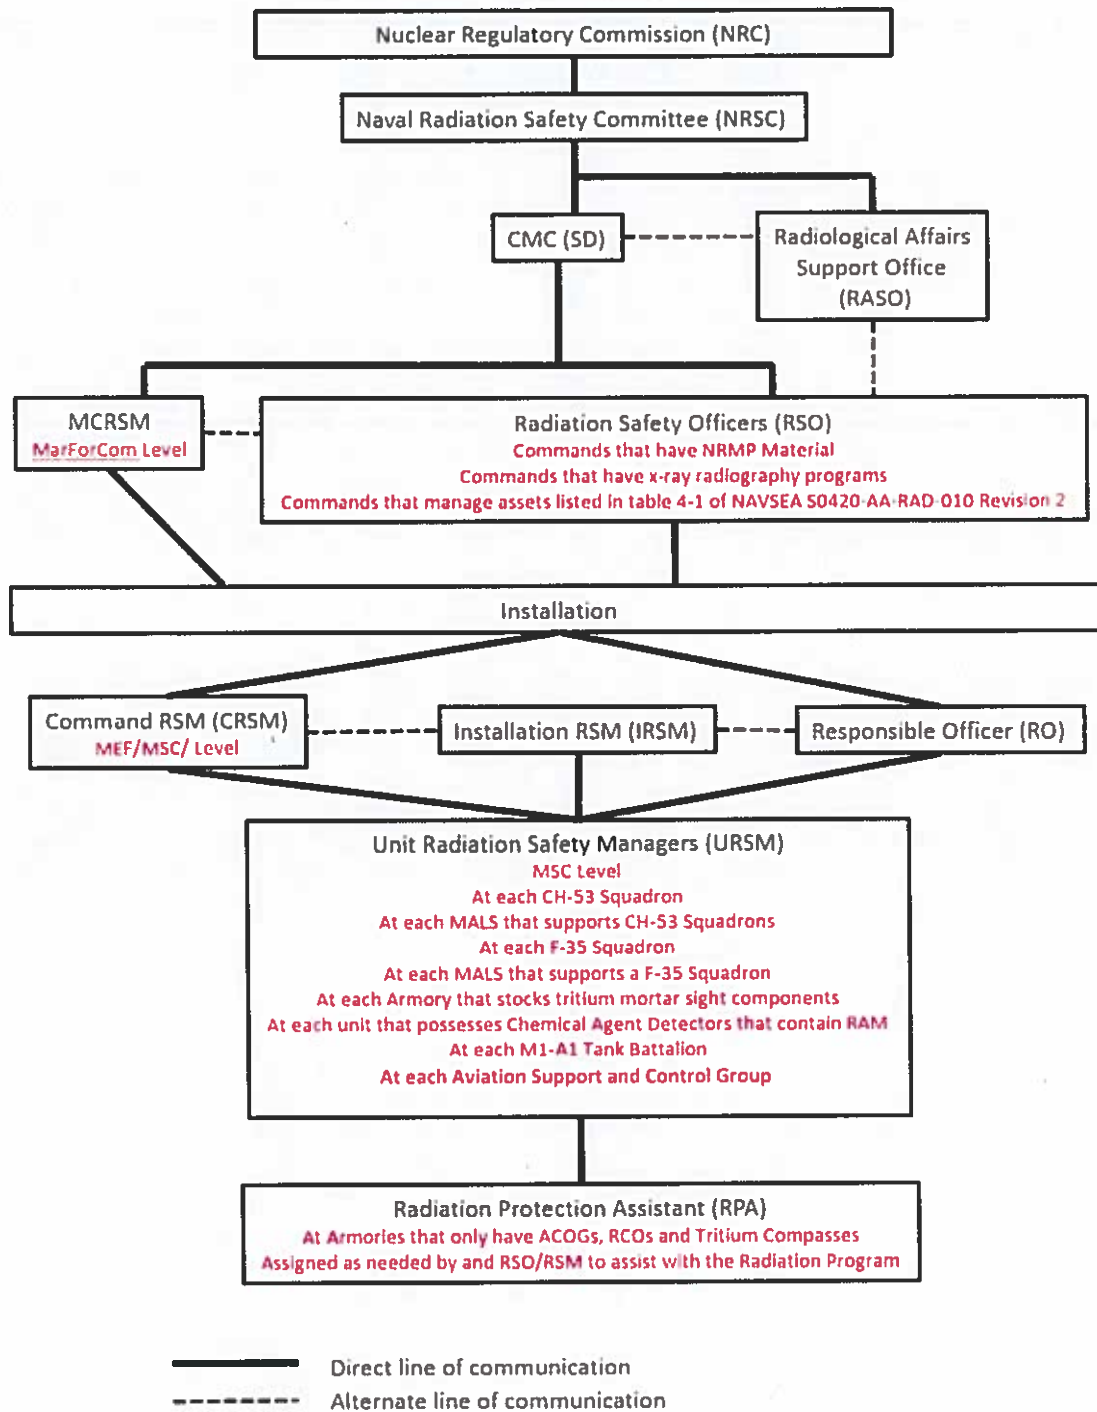 Nuclear Regulatory Commission (NRC)
Naval Radiation Safety Committee (NRSC)
CMC (SD)
Radiological Affairs
Support Office
(RASO)
MCRSM
MarForCom Level
Radiation Safety Officers (RSO)
Commands that have NRMP Material
Commands that have x-ray radiography programs
Commands that manage assets listed in table 4-1 of NAVSEA S0420-AA-RAD-010 Revision 2
Installation
Command RSM (CRSM)
MEF/MSC/ Level
Installation RSM (IRSM)
Responsible Officer (RO)
Unit Radiation Safety Managers (URSM)
MSC Level
At each CH-53 Squadron
At each MALS that supports CH-53 Squadrons
At each F-35 Squadron
At each MALS that supports a F-35 Squadron
At each Armory that stocks tritium mortar sight components
At each unit that possesses Chemical Agent Detectors that contain RAM
At each M1-A1 Tank Battalion
At each Aviation Support and Control Group
Radiation Protection Assistant (RPA)
At Armories that only have ACOGs, RCOs and Tritium Compasses
Assigned as needed by and RSO/RSM to assist with the Radiation Program
Direct line of communication
Alternate line of communication